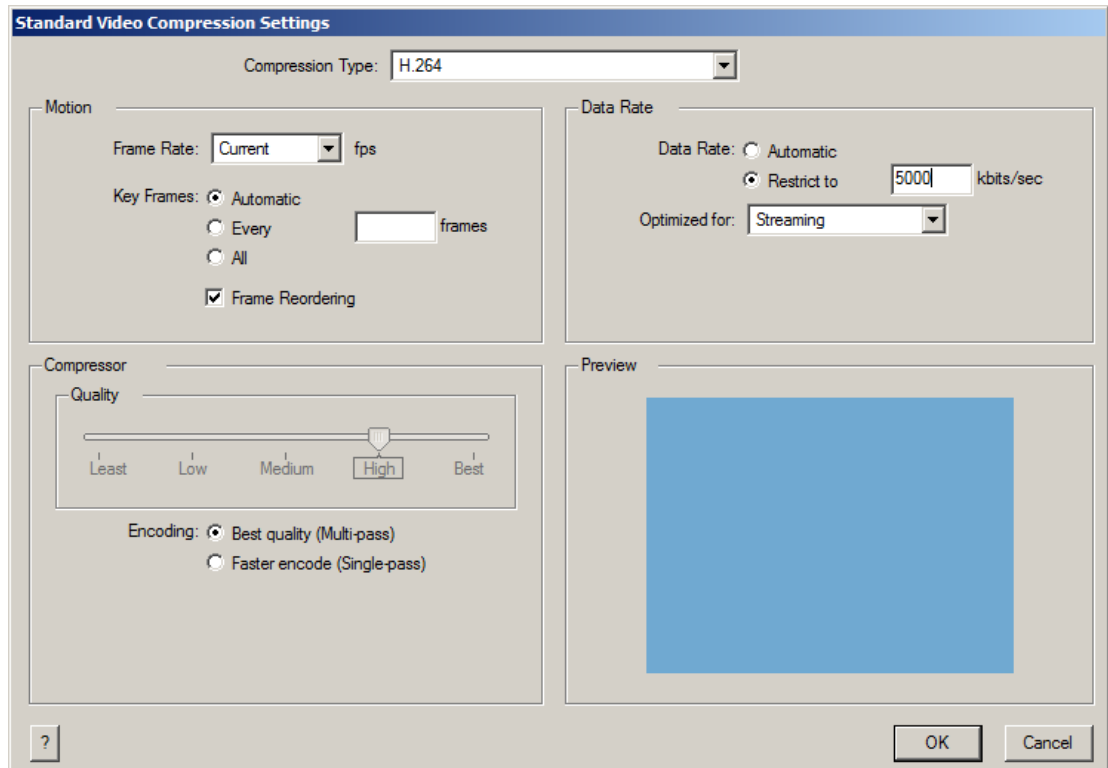 Standard Video Compression Settings
Compression Type: H.264
Motion
Frame Rate: Current fps
Key Frames: Automatic
Every frames
All
Frame Reordering
Data Rate
Data Rate: Automatic
Restrict to 5000 kbits/sec
Optimized for: Streaming
Compressor
Quality
Least Low Medium High Best
Encoding: Best quality (Multi-pass)
Faster encode (Single-pass)
Preview
? OK Cancel